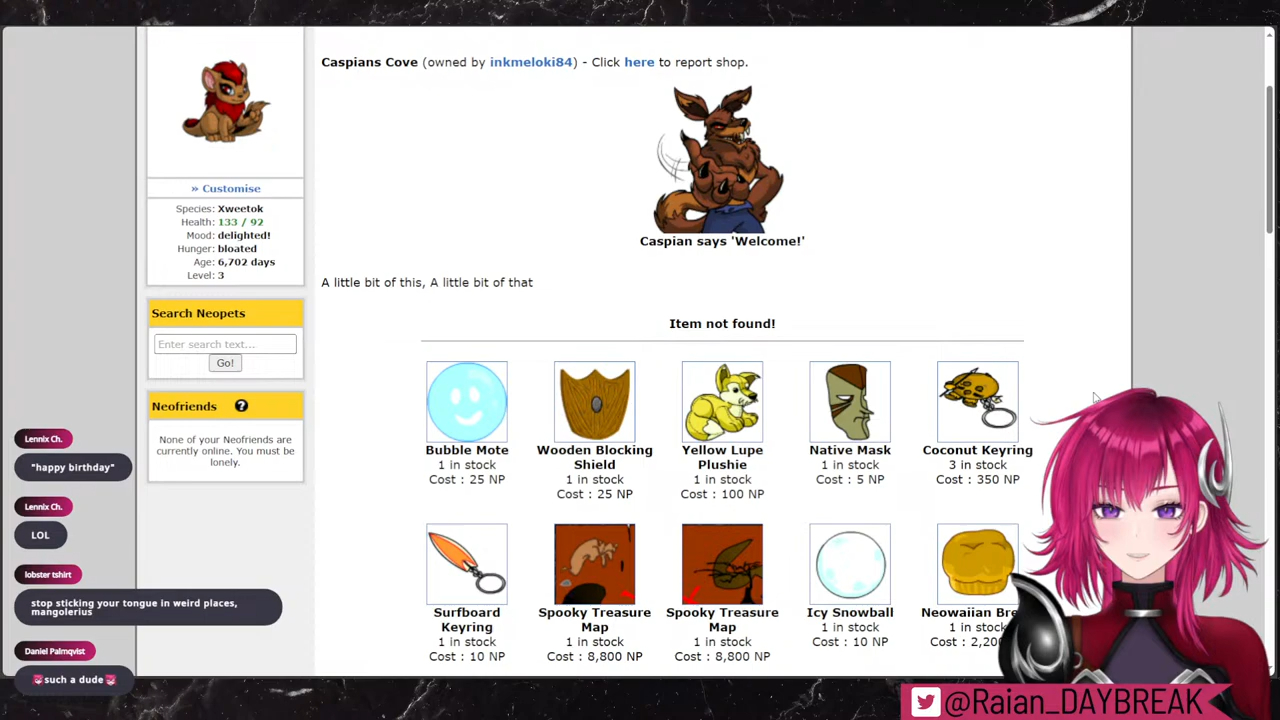 Caspians Cove (owned by inkmeloki84) - Click here to report shop.
Caspian says 'Welcome!'
A little bit of this, A little bit of that
Item not found!
Bubble Mote
1 in stock
Cost : 25 NP
Wooden Blocking
Shield
1 in stock
Cost : 25 NP
Yellow Lupe
Plushie
1 in stock
Cost : 100 NP
Native Mask
1 in stock
Cost : 5 NP
Coconut Keyring
3 in stock
Cost : 350 NP
Surfboard
Keyring
1 in stock
Cost : 10 NP
Spooky Treasure
Map
1 in stock
Cost : 8,800 NP
Spooky Treasure
Map
1 in stock
Cost : 8,800 NP
Icy Snowball
1 in stock
Cost : 10 NP
Neowaiian
1 in
Cost : 2,200
» Customise
Species: Xweetok
Health: 133 / 92
Mood: delighted!
Hunger: bloated
Age: 6,702 days
Level: 3
Search Neopets
Enter search text...
Go!
Neofriends ?
None of your Neofriends are
currently online. You must be
lonely.
Lennix Ch.
"happy birthday"
Lennix Ch.
LOL
lobster tshirt
stop sticking your tongue in weird places,
mangolerius
Daniel Palmqvist
such a dude
@Raian_DAYBREAK